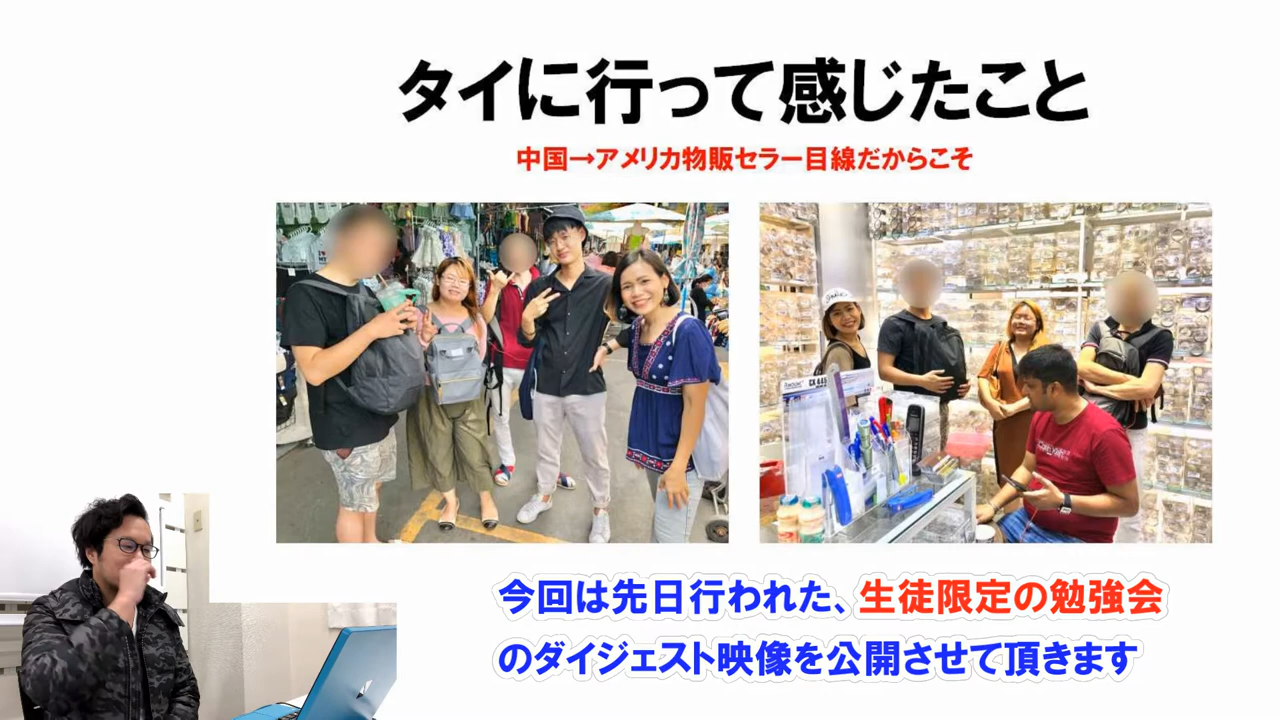 タイに行って感じたこと
中国→アメリカ物販セラー目線だからこそ
今回は先日行われた、生徒限定の勉強会
のダイジェスト映像を公開させて頂きます